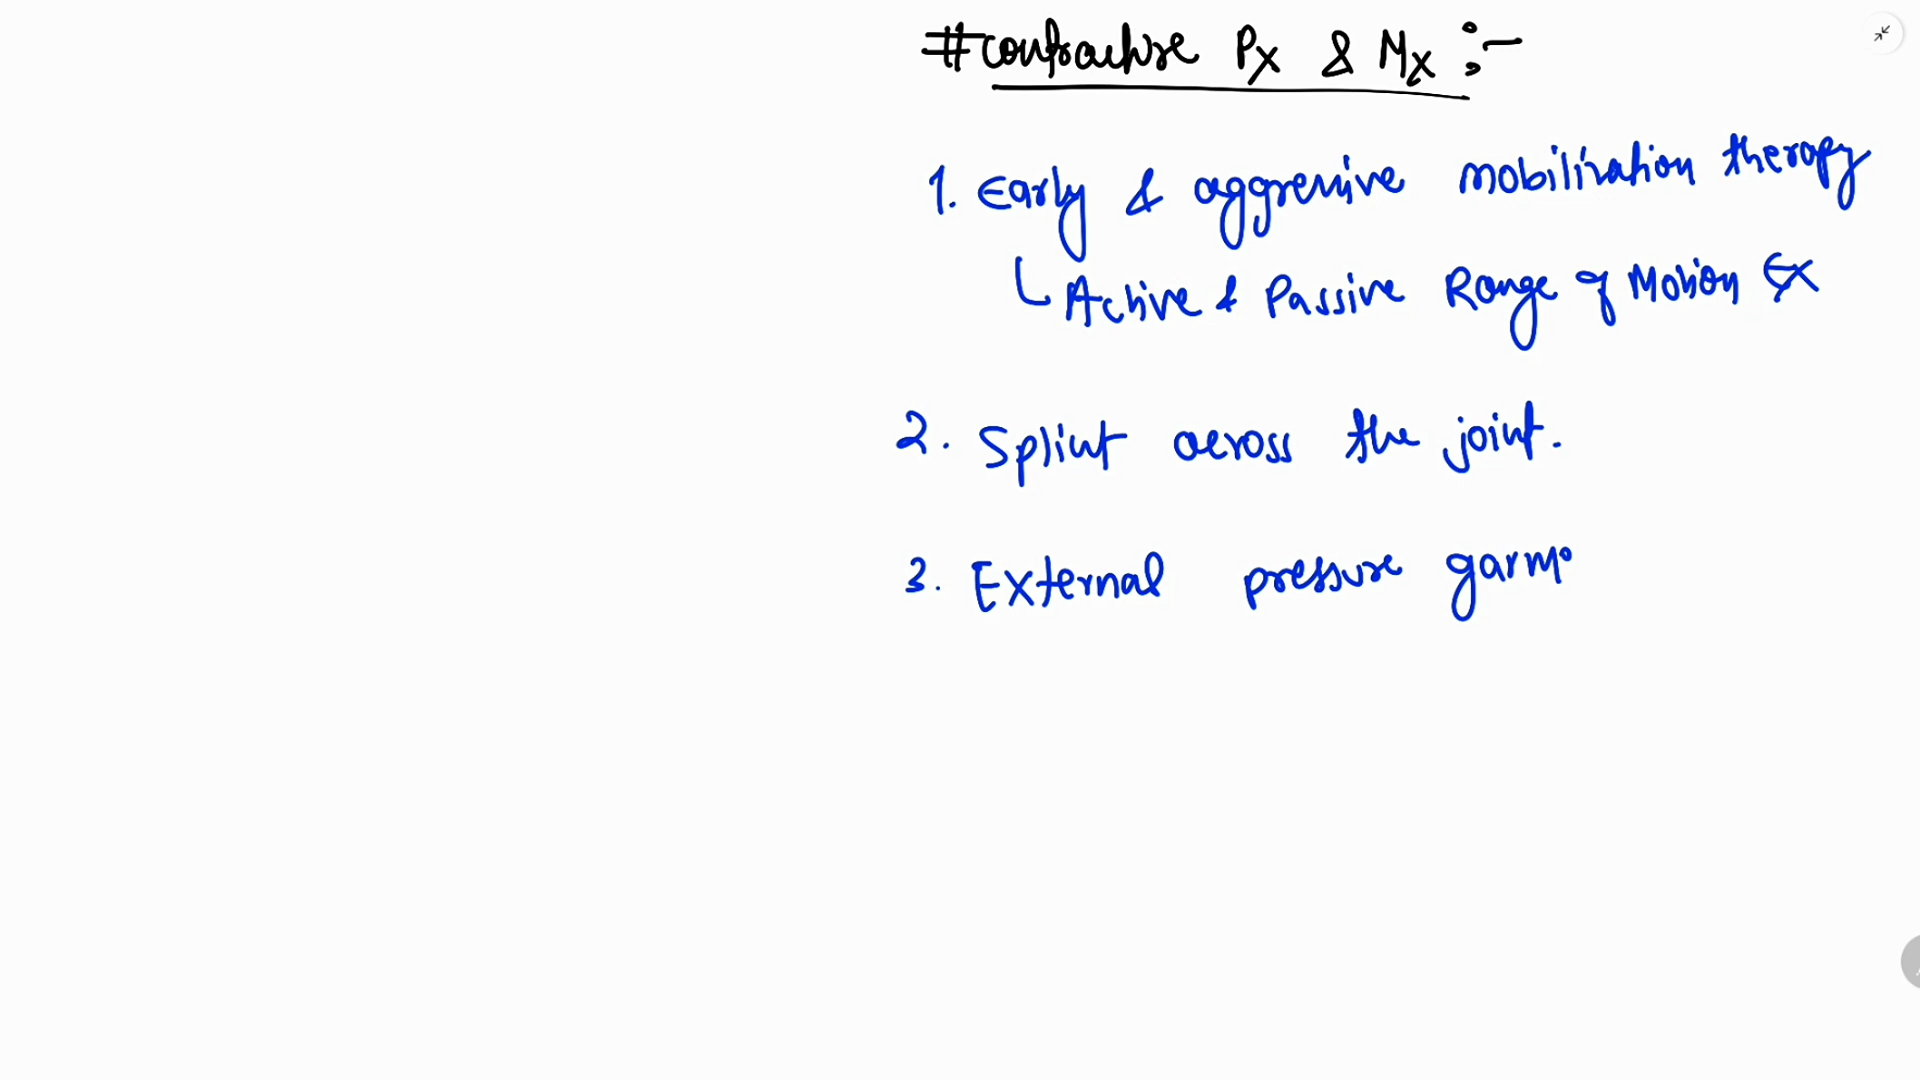 #contracture Px & Mx :-
1. Early & aggressive mobilization therapy
Active & Passive Range of Motion Ex
2. Splint across the joint.
3. External pressure garme